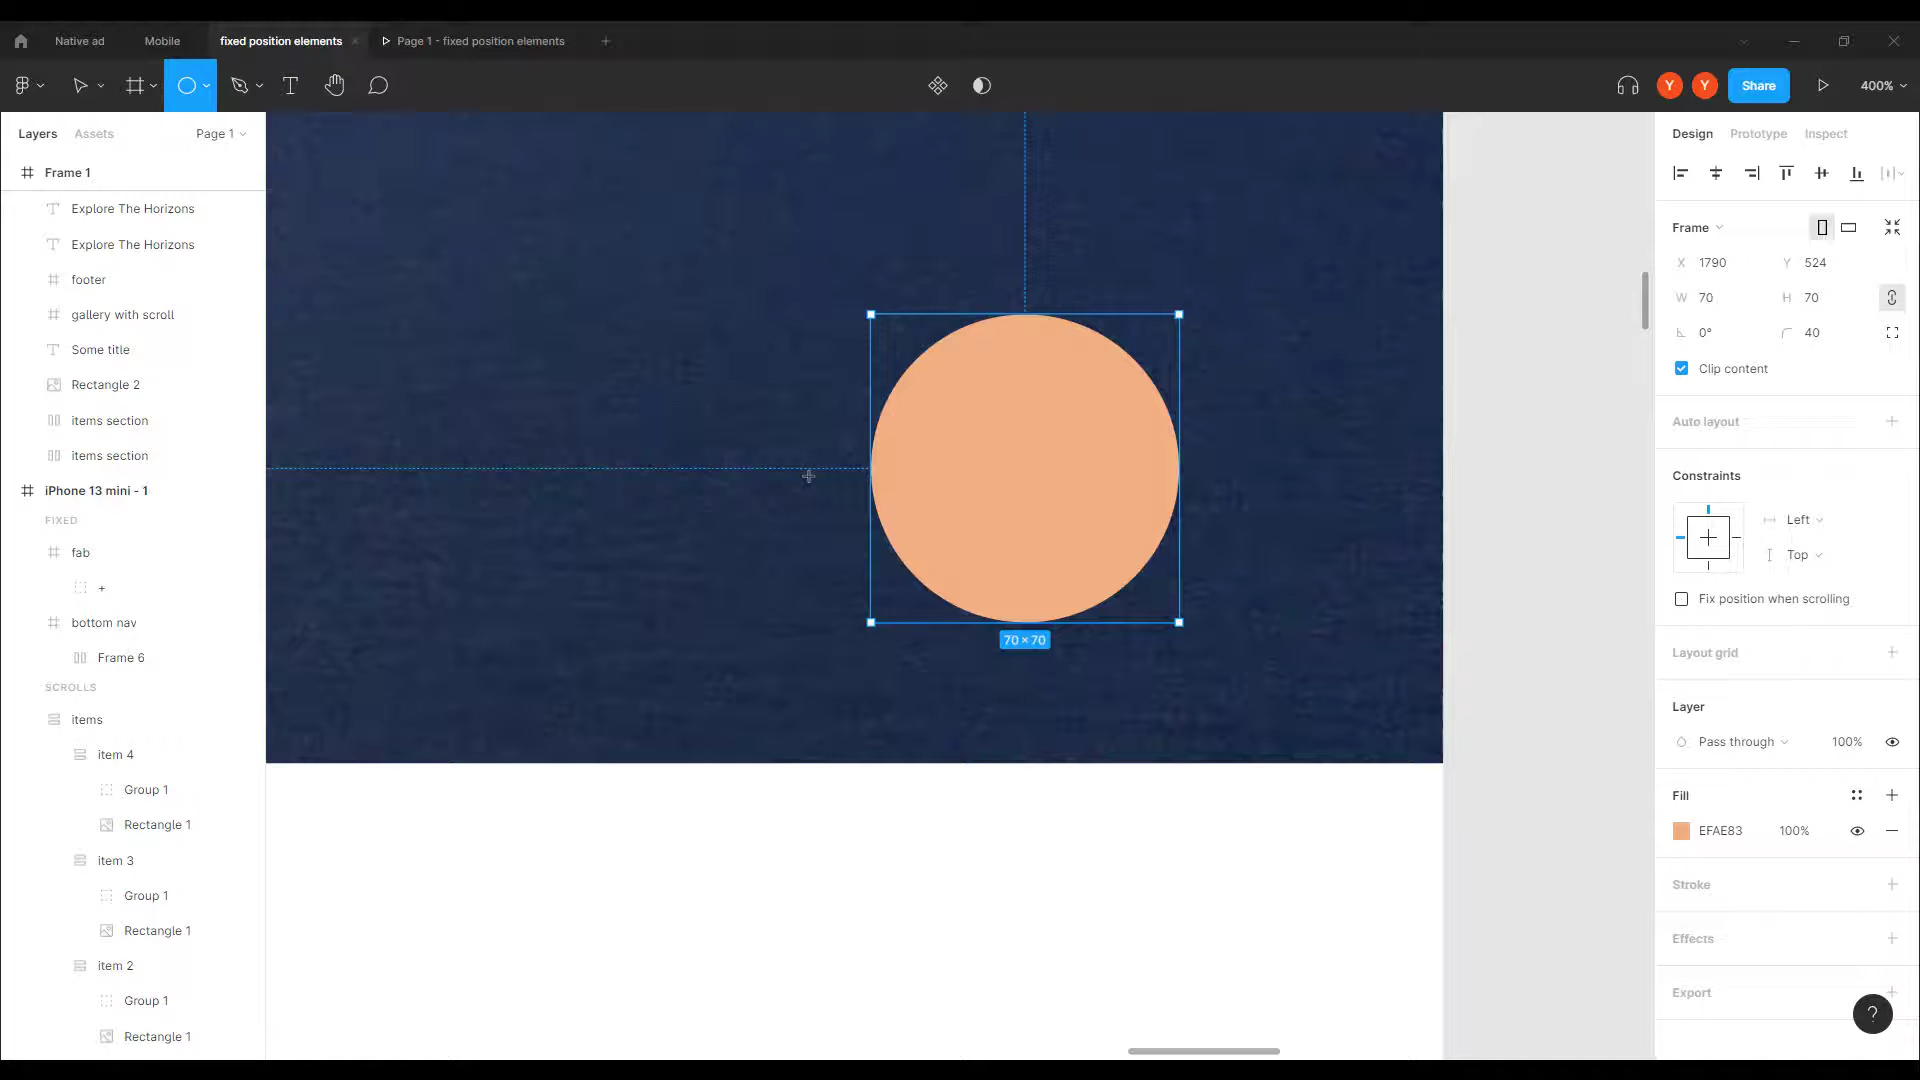 Native ad
Mobile
fixed position elements
Page 1 - fixed position elements
Y
Y
Share
400%
Layers
Assets
Page 1
Frame 1
Explore The Horizons
Explore The Horizons
footer
gallery with scroll
Some title
Rectangle 2
items section
items section
iPhone 13 mini - 1
FIXED
fab
+
bottom nav
Frame 6
SCROLLS
items
item 4
Group 1
Rectangle 1
item 3
Group 1
Rectangle 1
item 2
Group 1
Rectangle 1
70 × 70
Design
Prototype
Inspect
Frame
X 1790 Y 524
W 70 H 70
0° 40
Clip content
Auto layout
Constraints
Left
Top
Fix position when scrolling
Layout grid
Layer
Pass through 100%
Fill
EFAE83 100%
Stroke
Effects
Export
?